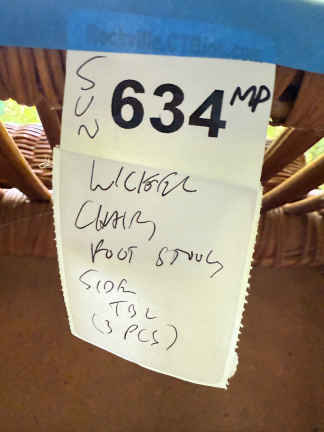 SUN
634 MP
WICKER
CHAIR,
FOOT STOOL,
SIDE
TBL
(3 PCS)